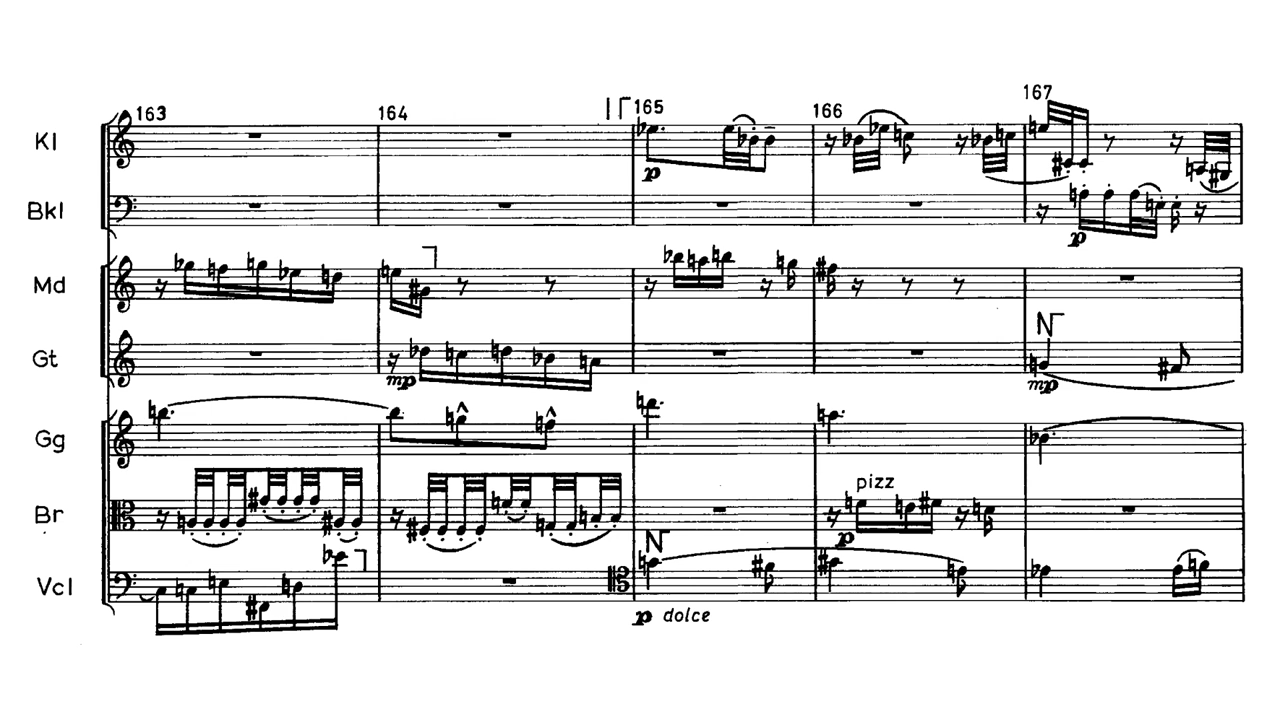 163 164 165 166 167
Kl
p
Bkl
p
Md
Gt
mp mp
Gg
Br
pizz
p
Vcl
p dolce